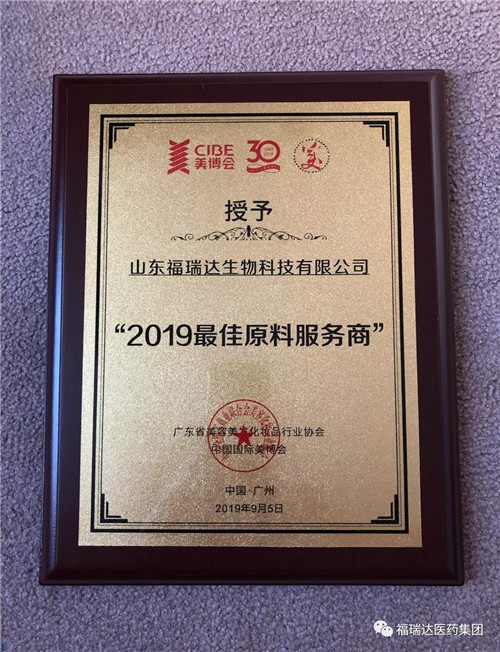 CIBE
美博会
30
美
授予
山东福瑞达生物科技有限公司
“2019最佳原料服务商”
广东省美容美发化妆品行业协会
中国国际美博会
中国·广州
2019年9月5日
福瑞达医药集团